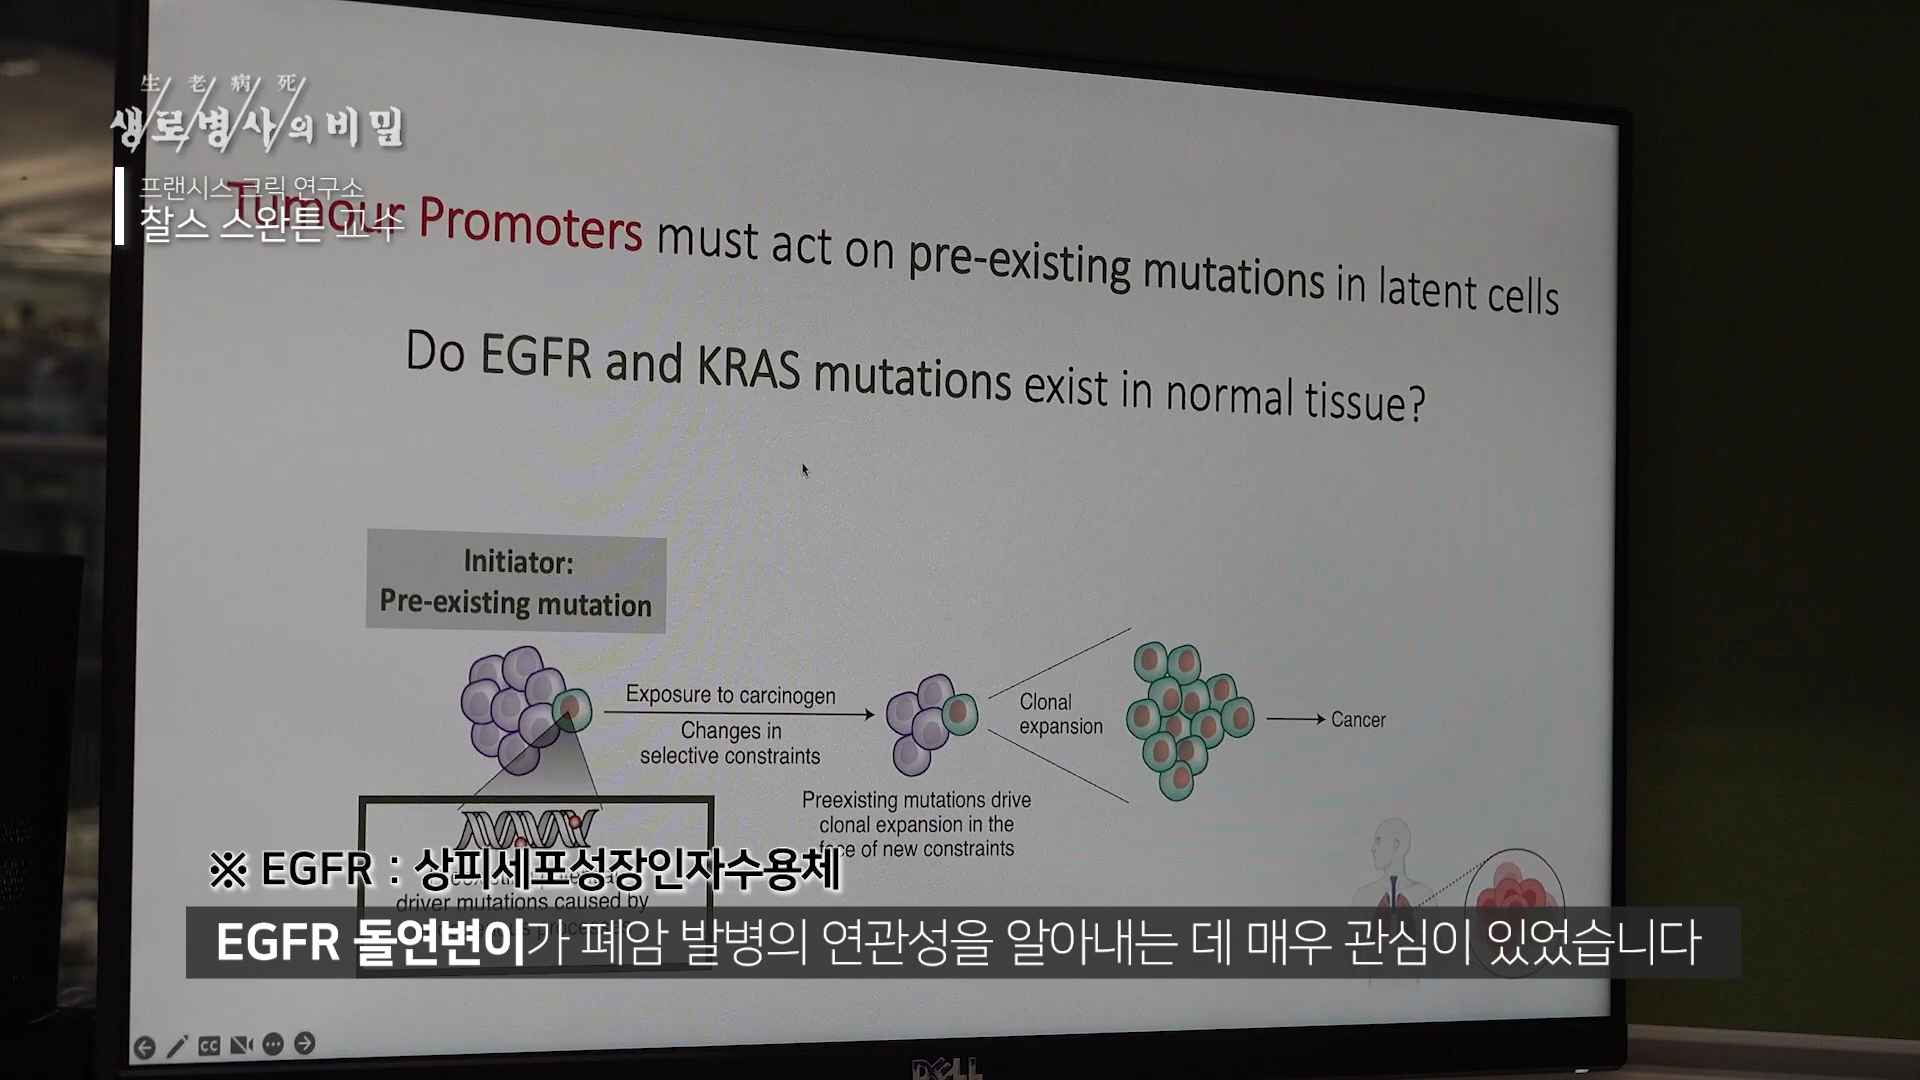 生老病死
생로병사의 비밀
프랜시스 크릭 연구소
찰스 스완튼 교수
Tumour Promoters must act on pre-existing mutations in latent cells
Do EGFR and KRAS mutations exist in normal tissue?
Initiator:
Pre-existing mutation
Exposure to carcinogen
Changes in
selective constraints
Clonal
expansion
Cancer
Preexisting mutations drive
clonal expansion in the
face of new constraints
driver mutations caused by
※ EGFR : 상피세포성장인자수용체
EGFR 돌연변이가 폐암 발병의 연관성을 알아내는 데 매우 관심이 있었습니다
CC
DELL